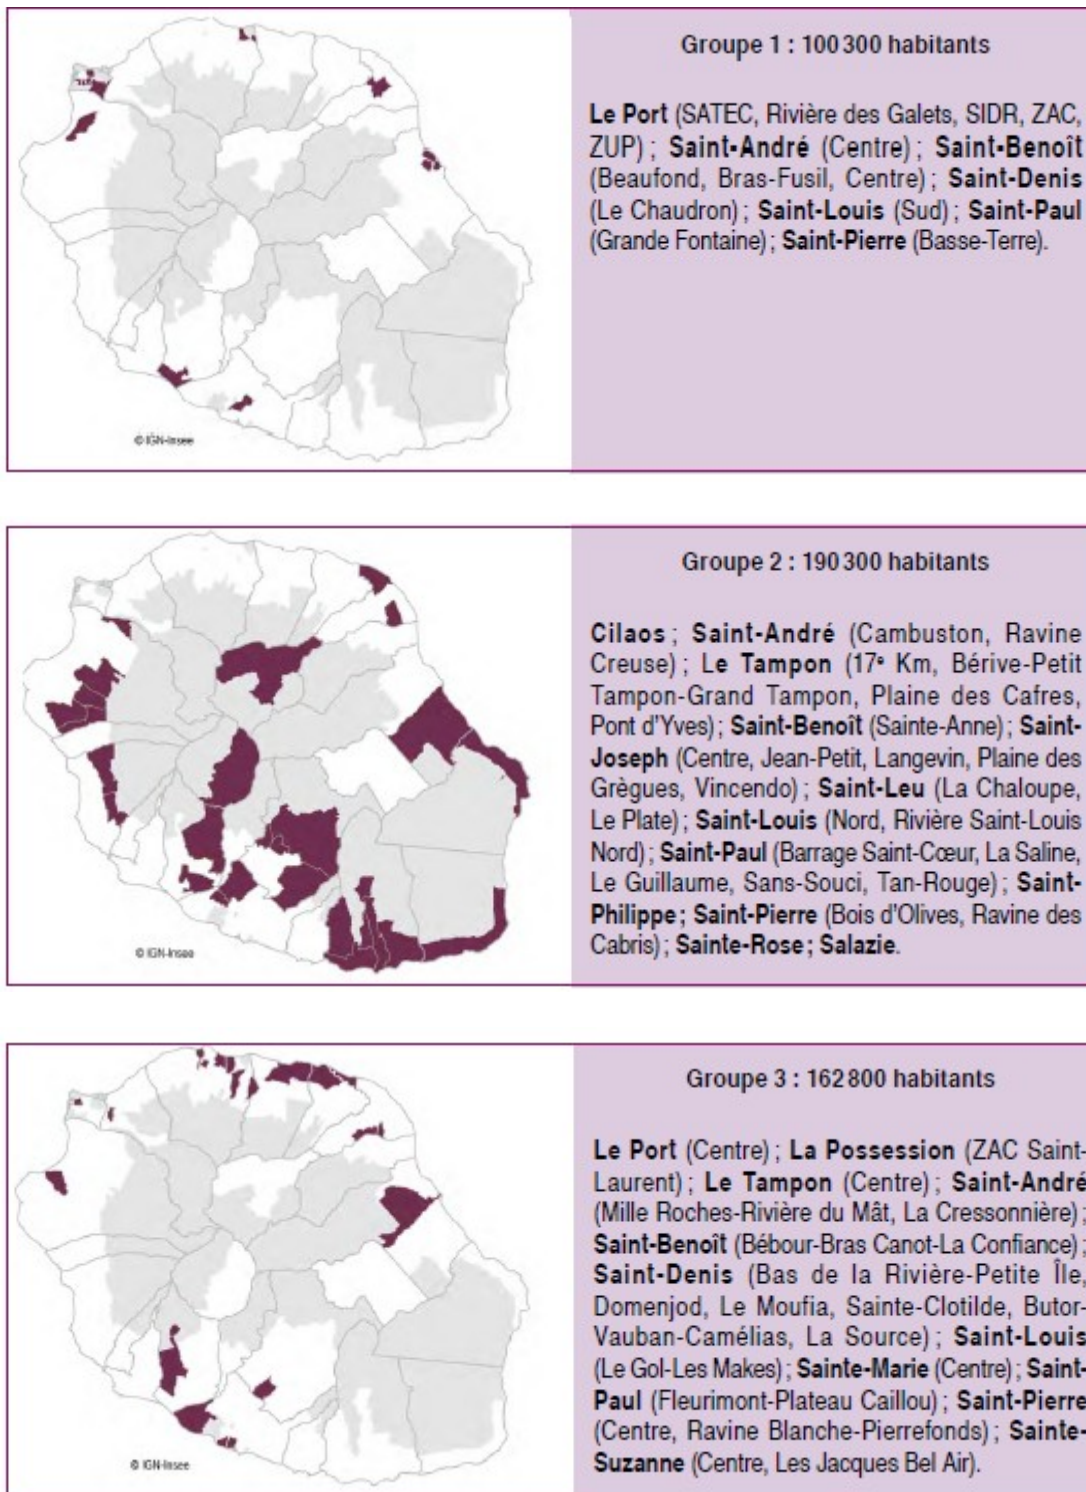 Groupe 1 : 100 300 habitants
Le Port (SATEC, Rivière des Galets, SIDR, ZAC,
ZUP) ; Saint-André (Centre) ; Saint-Benoît
(Beaufond, Bras-Fusil, Centre) ; Saint-Denis
(Le Chaudron) ; Saint-Louis (Sud) ; Saint-Paul
(Grande Fontaine) ; Saint-Pierre (Basse-Terre).
© IGN-Insee
Groupe 2 : 190 300 habitants
Cilaos ; Saint-André (Cambuston, Ravine
Creuse) ; Le Tampon (17e Km, Bérive-Petit
Tampon-Grand Tampon, Plaine des Cafres,
Pont d'Yves) ; Saint-Benoît (Sainte-Anne) ; Saint-
Joseph (Centre, Jean-Petit, Langevin, Plaine des
Grègues, Vincendo) ; Saint-Leu (La Chaloupe,
Le Plate) ; Saint-Louis (Nord, Rivière Saint-Louis
Nord) ; Saint-Paul (Barrage Saint-Cœur, La Saline,
Le Guillaume, Sans-Souci, Tan-Rouge) ; Saint-
Philippe ; Saint-Pierre (Bois d'Olives, Ravine des
Cabris) ; Sainte-Rose ; Salazie.
© IGN-Insee
Groupe 3 : 162 800 habitants
Le Port (Centre) ; La Possession (ZAC Saint-
Laurent) ; Le Tampon (Centre) ; Saint-André
(Mille Roches-Rivière du Mât, La Cressonnière) ;
Saint-Benoît (Bébour-Bras Canot-La Confiance) ;
Saint-Denis (Bas de la Rivière-Petite Île,
Domenjod, Le Moufia, Sainte-Clotilde, Butor-
Vauban-Camélias, La Source) ; Saint-Louis
(Le Gol-Les Makes) ; Sainte-Marie (Centre) ; Saint-
Paul (Fleurimont-Plateau Caillou) ; Saint-Pierre
(Centre, Ravine Blanche-Pierrefonds) ; Sainte-
Suzanne (Centre, Les Jacques Bel Air).
© IGN-Insee